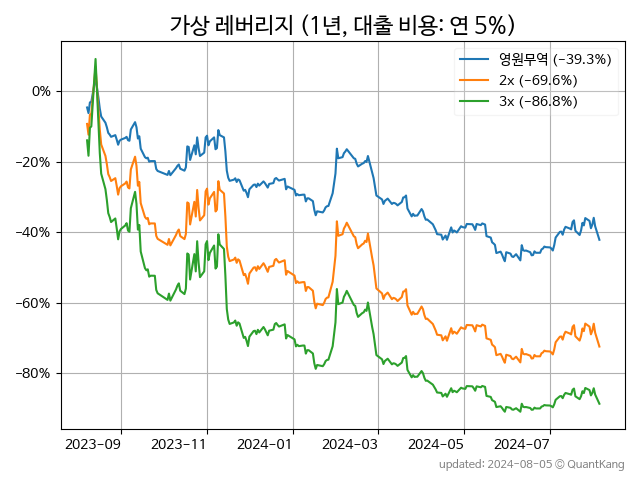 가상 레버리지 (1년, 대출 비용: 연 5%)
영원무역 (−39.3%)
2x (−69.6%)
3x (−86.8%)
0%
−20%
−40%
−60%
−80%
2023-09 2023-11 2024-01 2024-03 2024-05 2024-07
updated: 2024-08-05 © QuantKang